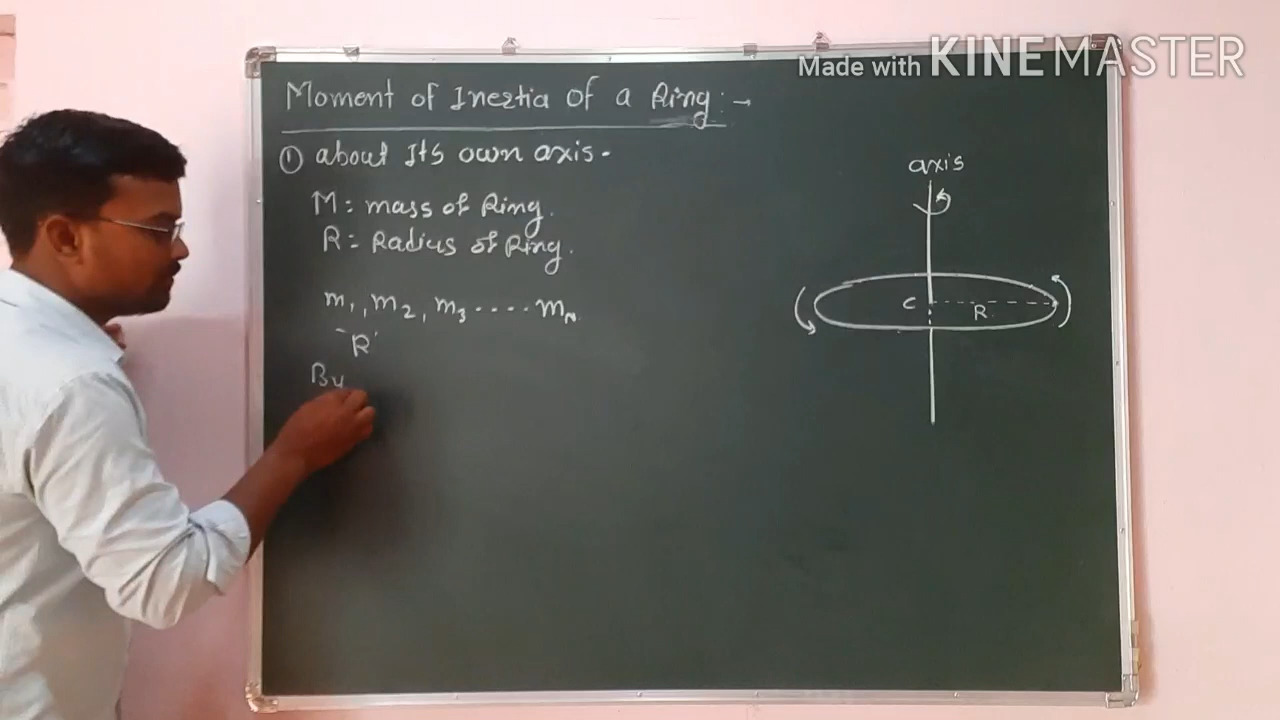 Made with KINEMASTER
Moment of Inertia of a Ring :→
① about Its own axis.
M = mass of Ring.
R = Radius of Ring.
m1, m2, m3 ..... mn
'R'
By
axis
C
R